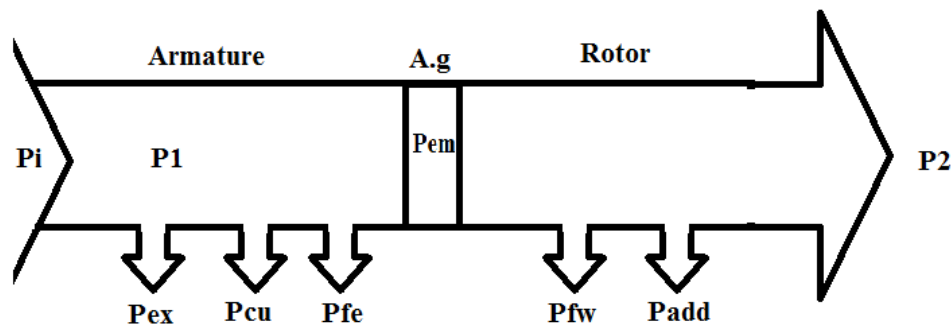 Armature A.g Rotor
Pi P1 Pem P2
Pex Pcu Pfe Pfw Padd